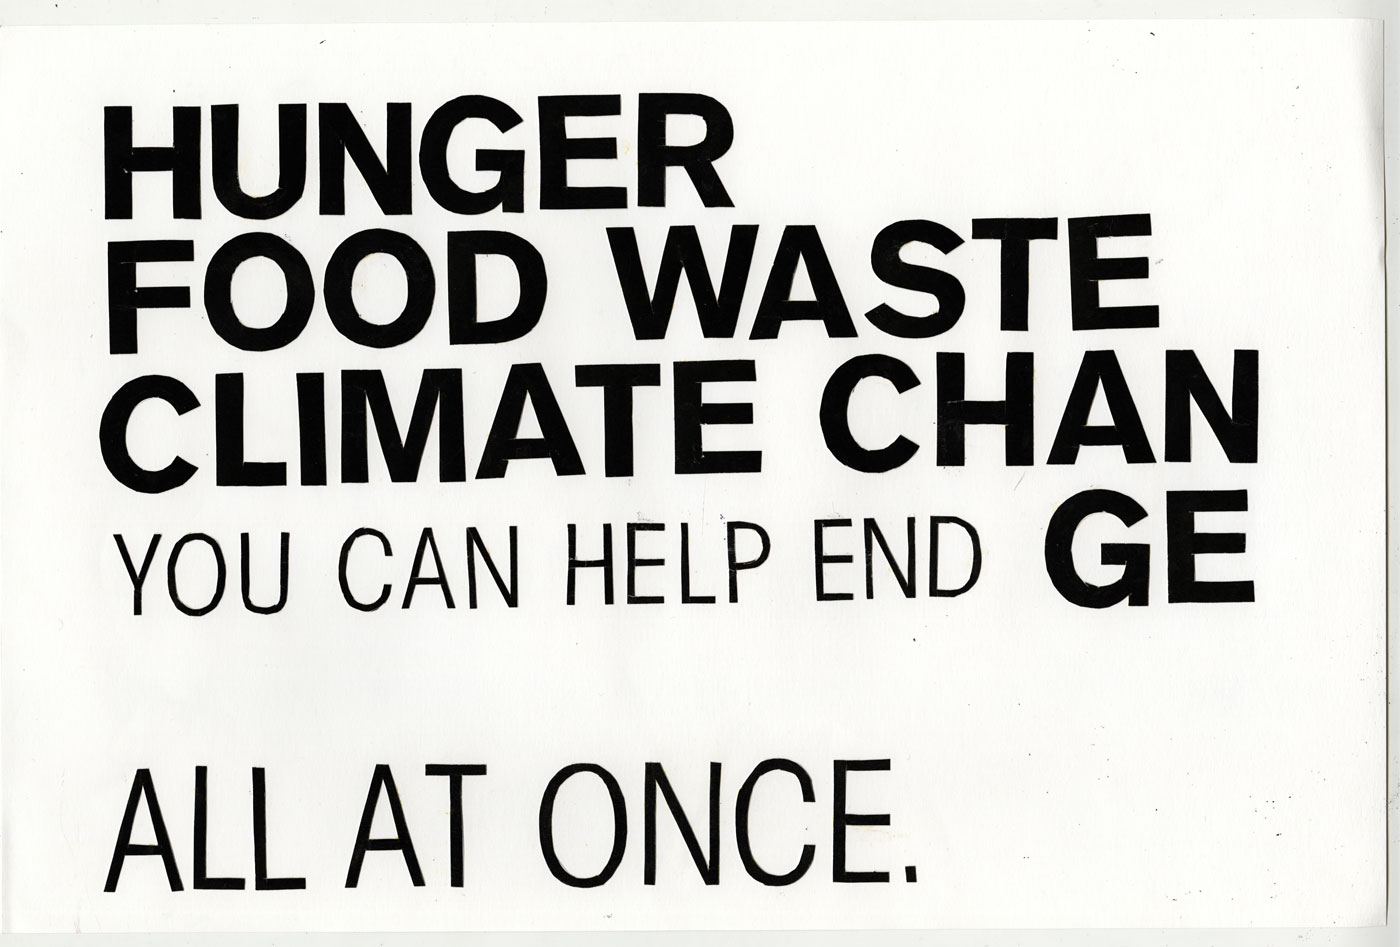 HUNGER
FOOD WASTE
CLIMATE CHAN
GE
YOU CAN HELP END
ALL AT ONCE.